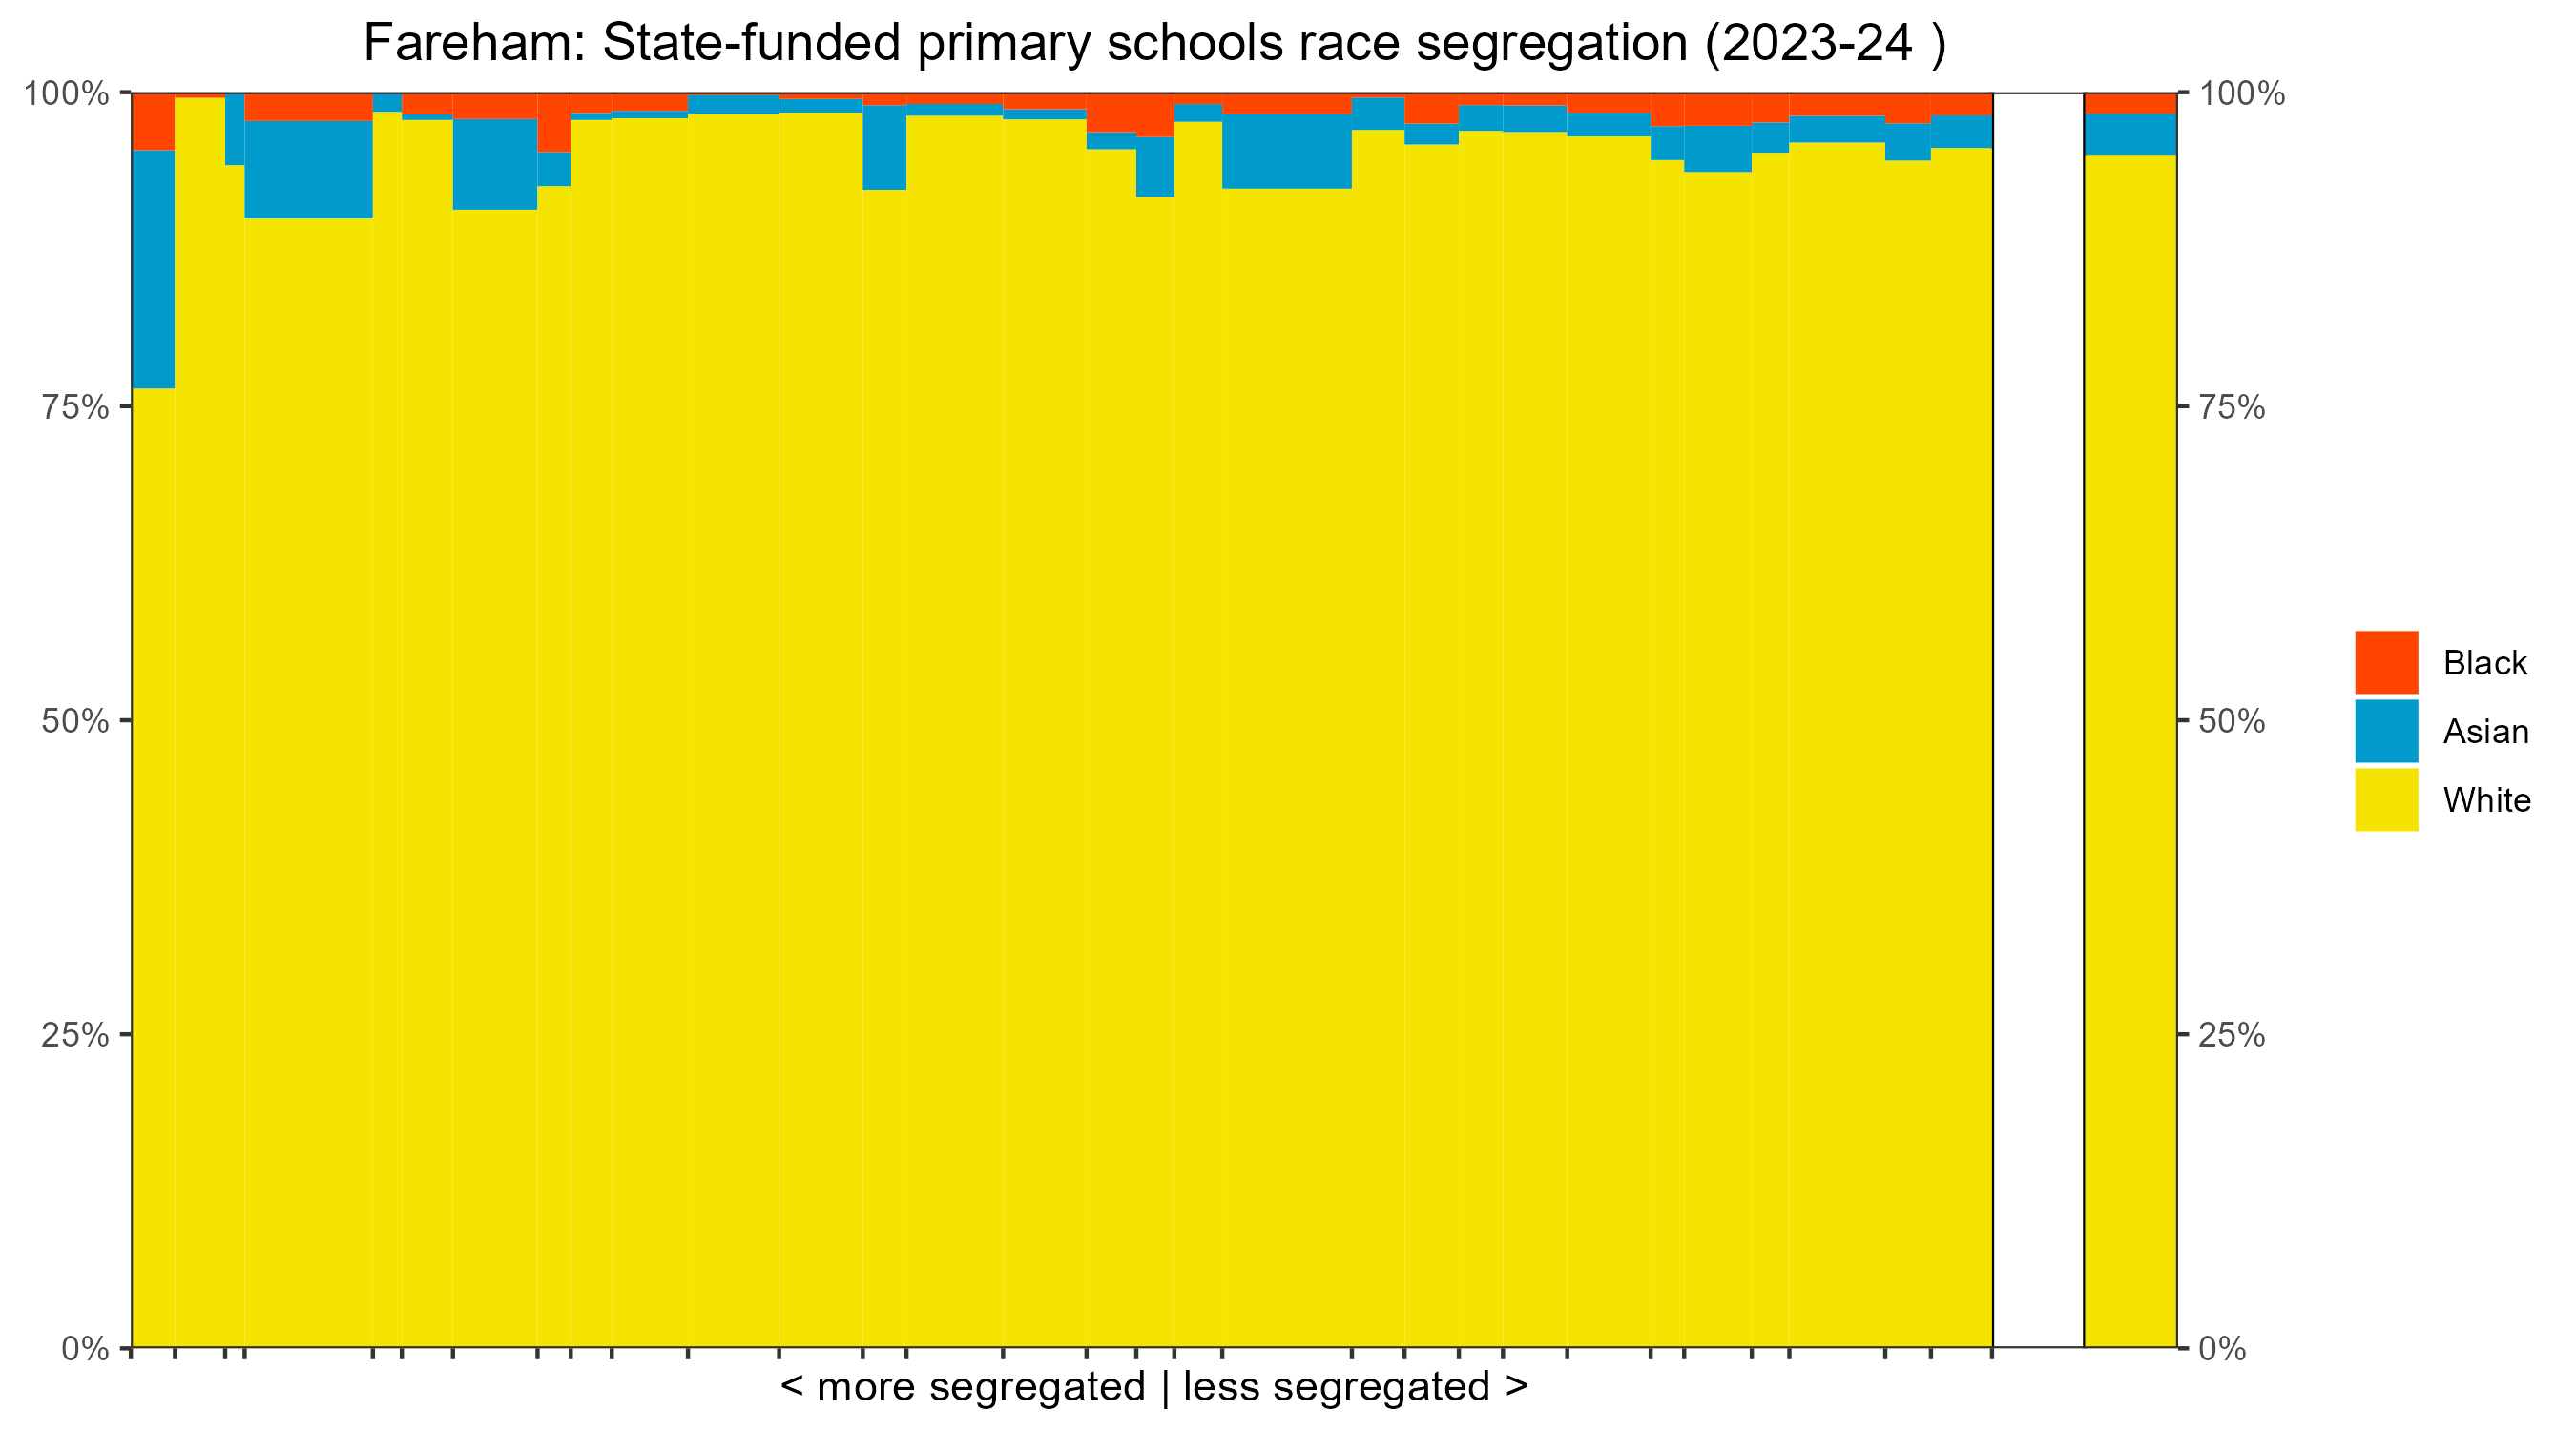 Fareham: State-funded primary schools race segregation (2023-24 )
100%
75%
50%
25%
0%
100%
75%
50%
25%
0%
Black
Asian
White
< more segregated | less segregated >